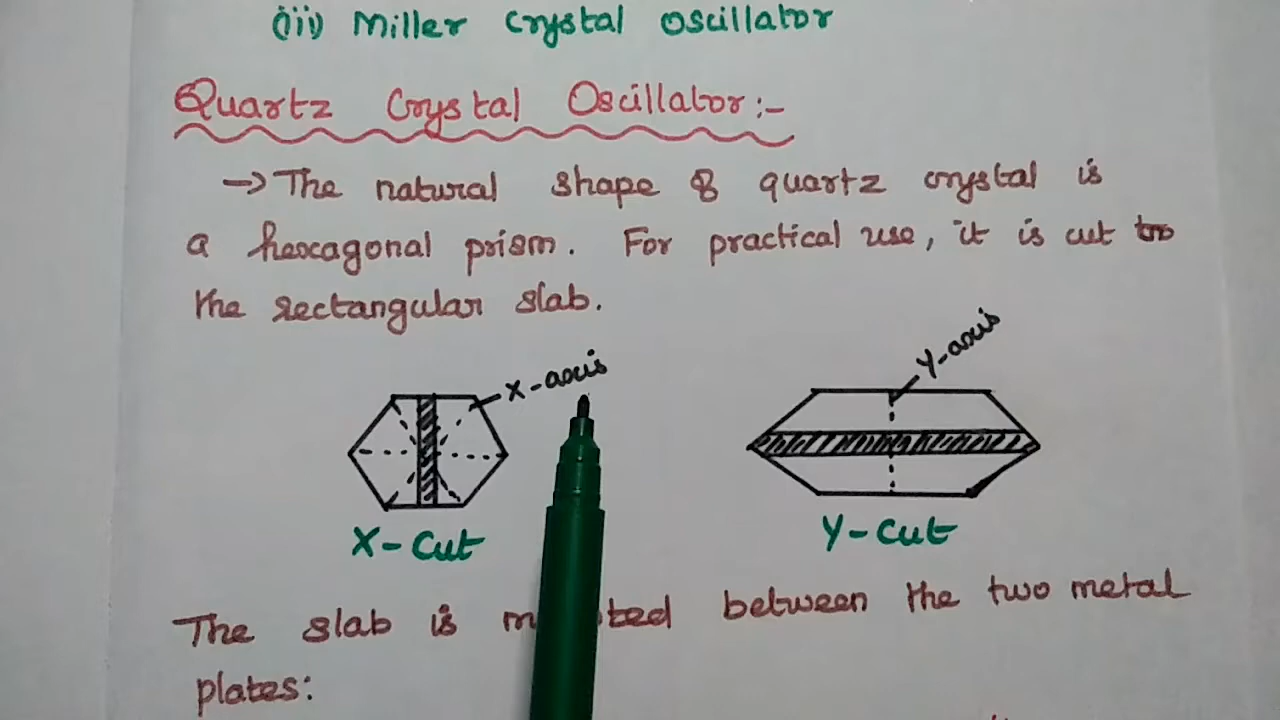 (iii) Miller Crystal Oscillator
Quartz Crystal Oscillator:-
→ The natural shape of quartz crystal is
a hexagonal prism. For practical use, it is cut to
the rectangular slab.
X-axis
Y-axis
X-Cut
Y-Cut
The slab is between the two metal
plates: